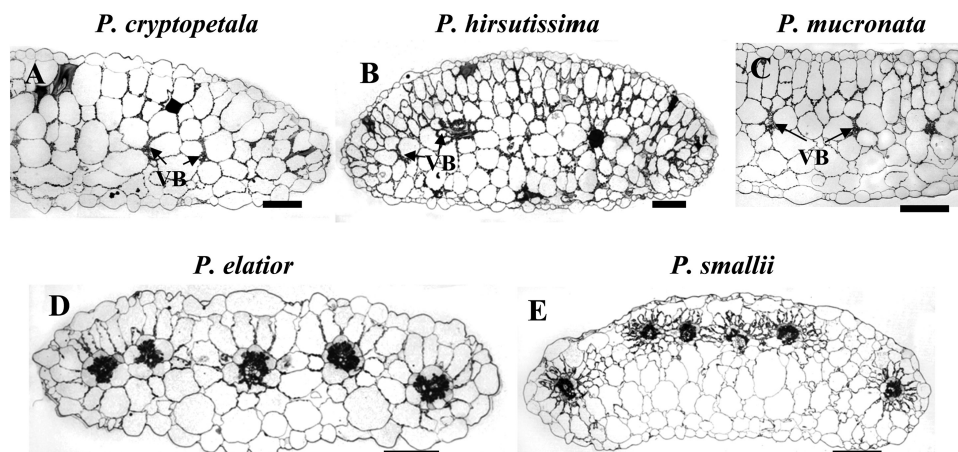 P. cryptopetala P. hirsutissima P. mucronata
A B C
VB VB VB
P. elatior P. smallii
D E